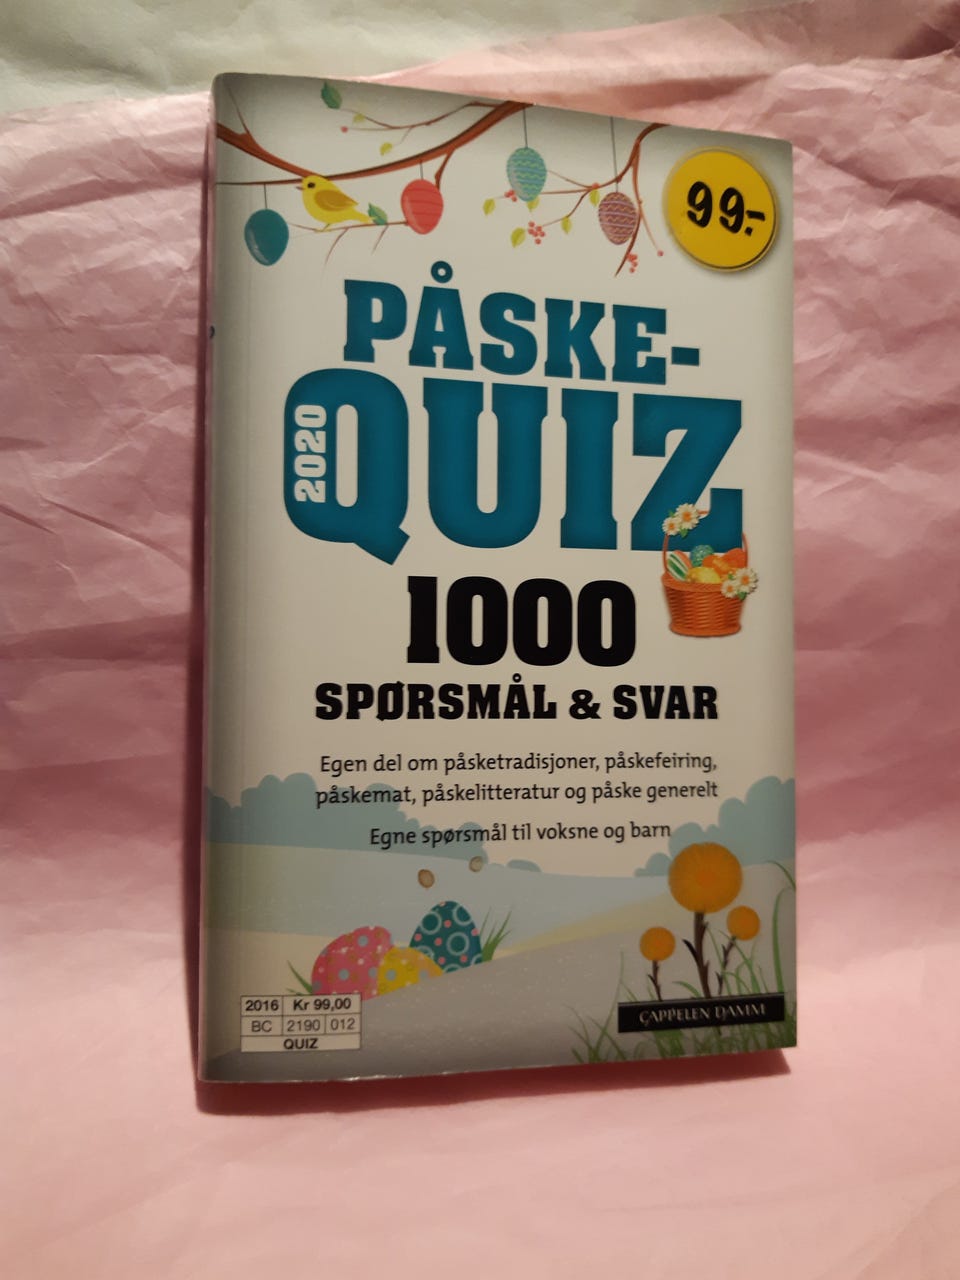 99.-
PÅSKE-
QUIZ
2020
1000
SPØRSMÅL & SVAR
Egen del om påsketradisjoner, påskefeiring,
påskemat, påskelitteratur og påske generelt
Egne spørsmål til voksne og barn
2016 Kr 99,00
BC 2190 012
QUIZ
CAPPELEN DAMM